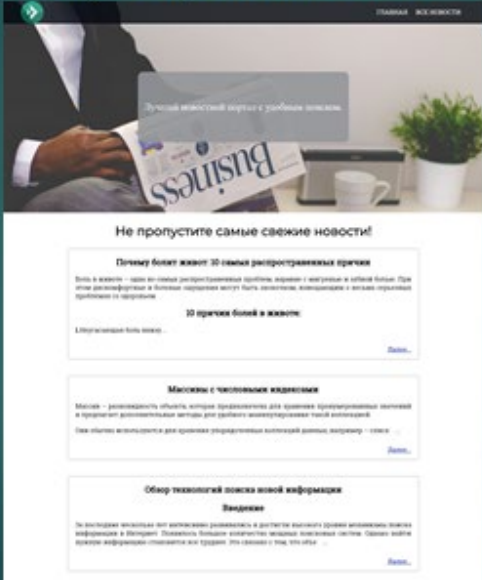 ГЛАВНАЯ ВСЕ НОВОСТИ
Лучший новостной портал с удобным поиском
Business
Не пропустите самые свежие новости!
Почему болит живот: 10 самых распространенных причин
Боль в животе – одна из самых распространенных проблем, наравне с мигренью и зубной болью. При
этом дискомфортные и болевые ощущения могут быть симптомом, возвещающим о весьма серьезных
проблемах со здоровьем.
10 причин болей в животе:
1.Неугасающая боль внизу ...
Далее...
Массивы с числовыми индексами
Массив – разновидность объекта, которая предназначена для хранения пронумерованных значений
и предлагает дополнительные методы для удобного манипулирования такой коллекцией.
Они обычно используются для хранения упорядоченных коллекций данных, например – списк ...
Далее...
Обзор технологий поиска новой информации
Введение
За последние несколько лет интенсивно развивались и достигли высокого уровня механизмы поиска
информации в Интернет. Появилось большое количество мощных поисковых систем. Однако найти
нужную информацию становится все труднее. Это связано с тем, что объе ...
Далее...